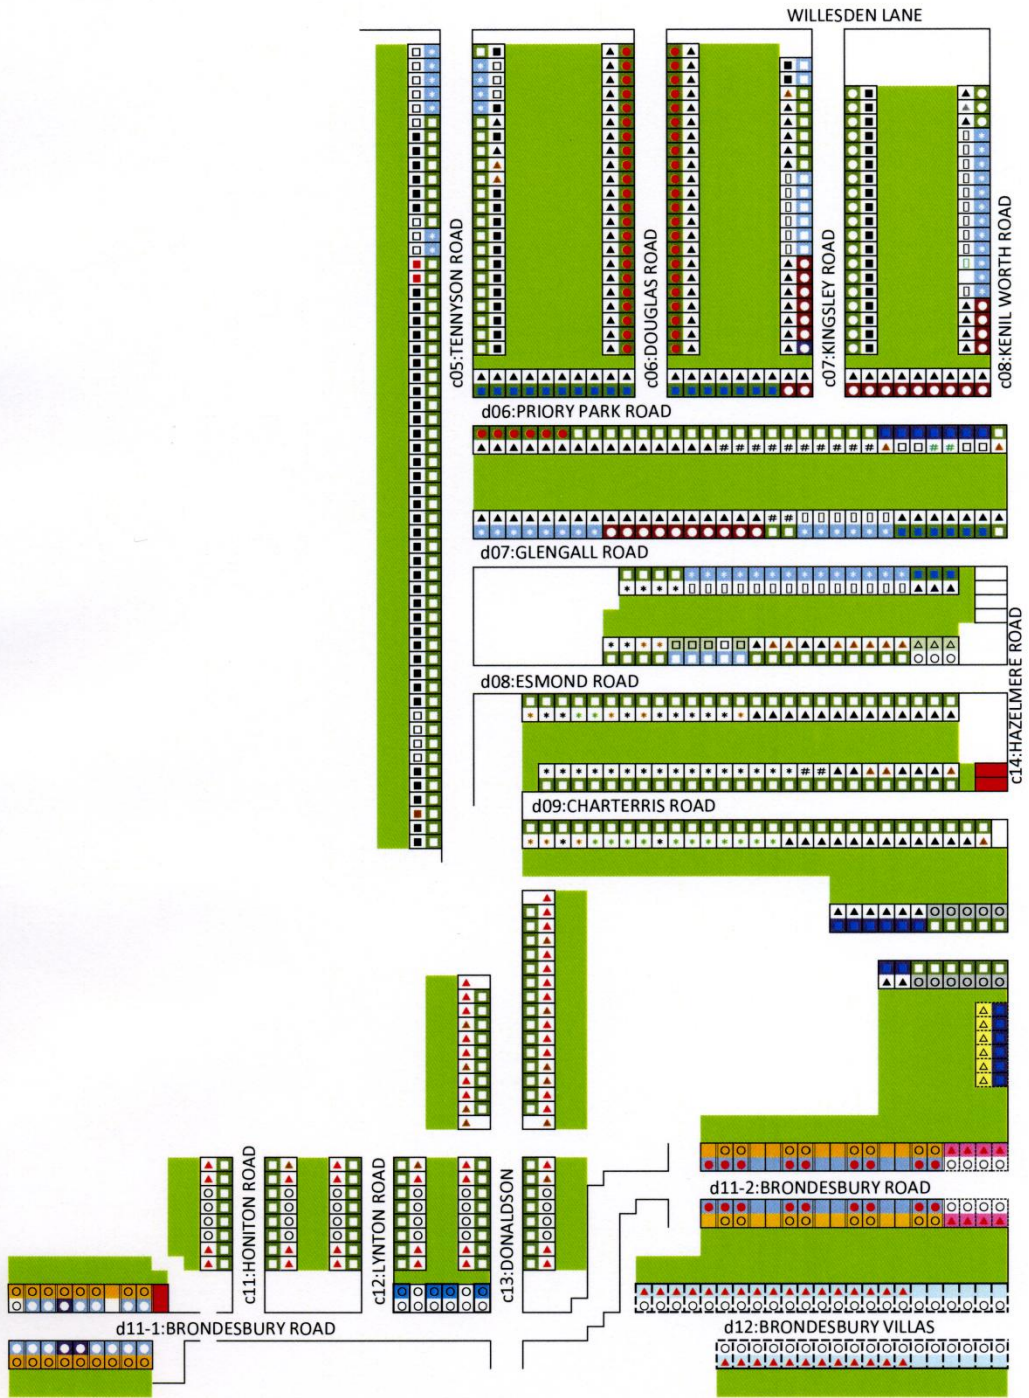 WILLESDEN LANE
c05:TENNYSON ROAD
c06:DOUGLAS ROAD
c07:KINGSLEY ROAD
c08:KENIL WORTH ROAD
d06:PRIORY PARK ROAD
d07:GLENGALL ROAD
d08:ESMOND ROAD
c14:HAZELMERE ROAD
d09:CHARTERRIS ROAD
c11:HONITON ROAD
c12:LYNTON ROAD
c13:DONALDSON
d11-2:BRONDESBURY ROAD
d11-1:BRONDESBURY ROAD
d12:BRONDESBURY VILLAS